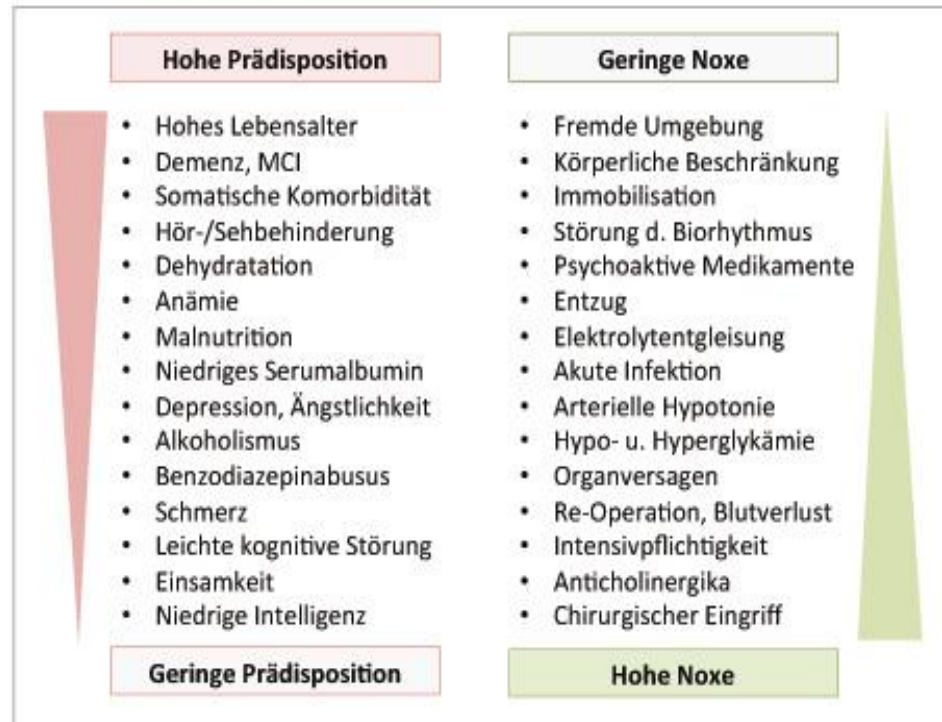 Hohe Prädisposition
• Hohes Lebensalter
• Demenz, MCI
• Somatische Komorbidität
• Hör-/Sehbehinderung
• Dehydratation
• Anämie
• Malnutrition
• Niedriges Serumalbumin
• Depression, Ängstlichkeit
• Alkoholismus
• Benzodiazepinabusus
• Schmerz
• Leichte kognitive Störung
• Einsamkeit
• Niedrige Intelligenz
Geringe Prädisposition
Geringe Noxe
• Fremde Umgebung
• Körperliche Beschränkung
• Immobilisation
• Störung d. Biorhythmus
• Psychoaktive Medikamente
• Entzug
• Elektrolytentgleisung
• Akute Infektion
• Arterielle Hypotonie
• Hypo- u. Hyperglykämie
• Organversagen
• Re-Operation, Blutverlust
• Intensivpflichtigkeit
• Anticholinergika
• Chirurgischer Eingriff
Hohe Noxe